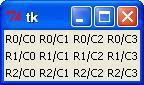 tk
R0/C0 R0/C1 R0/C2 R0/C3
R1/C0 R1/C1 R1/C2 R1/C3
R2/C0 R2/C1 R2/C2 R2/C3